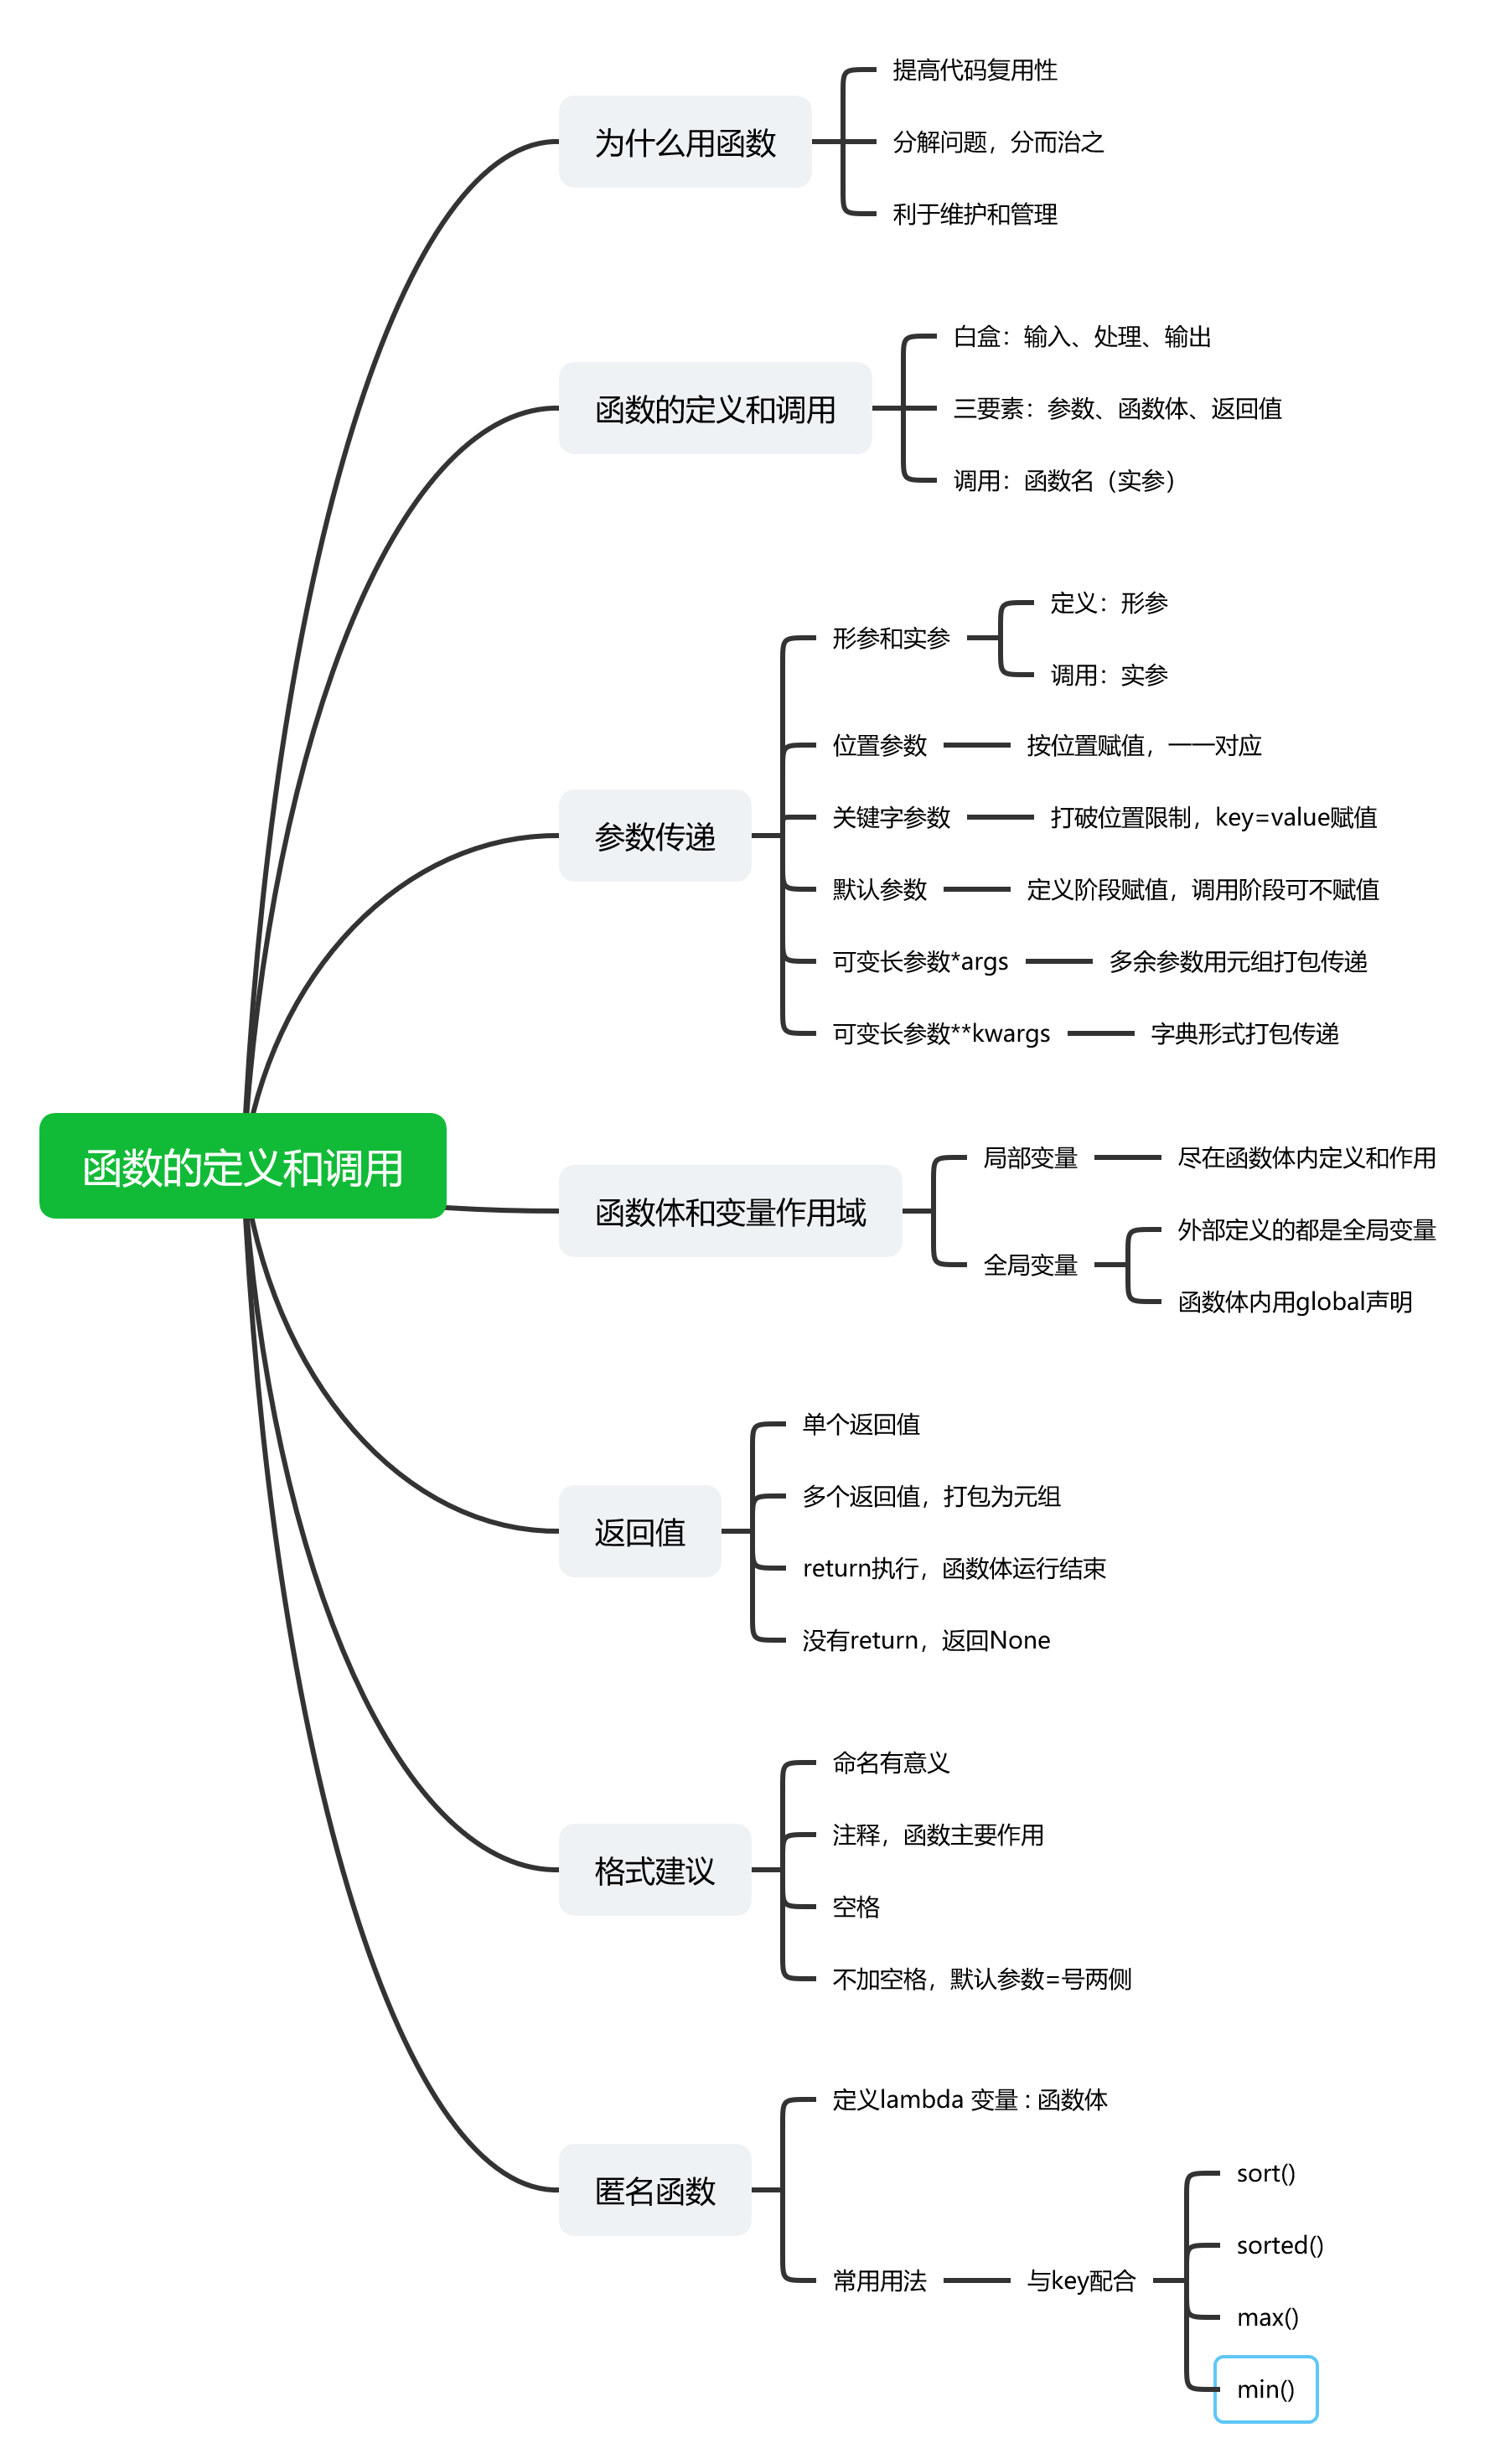 函数的定义和调用
为什么用函数
提高代码复用性
分解问题，分而治之
利于维护和管理
函数的定义和调用
白盒：输入、处理、输出
三要素：参数、函数体、返回值
调用：函数名（实参）
参数传递
形参和实参
定义：形参
调用：实参
位置参数
按位置赋值，一一对应
关键字参数
打破位置限制，key=value赋值
默认参数
定义阶段赋值，调用阶段可不赋值
可变长参数*args
多余参数用元组打包传递
可变长参数**kwargs
字典形式打包传递
函数体和变量作用域
局部变量
尽在函数体内定义和作用
全局变量
外部定义的都是全局变量
函数体内用global声明
返回值
单个返回值
多个返回值，打包为元组
return执行，函数体运行结束
没有return，返回None
格式建议
命名有意义
注释，函数主要作用
空格
不加空格，默认参数=号两侧
匿名函数
定义lambda 变量 : 函数体
常用用法
与key配合
sort()
sorted()
max()
min()